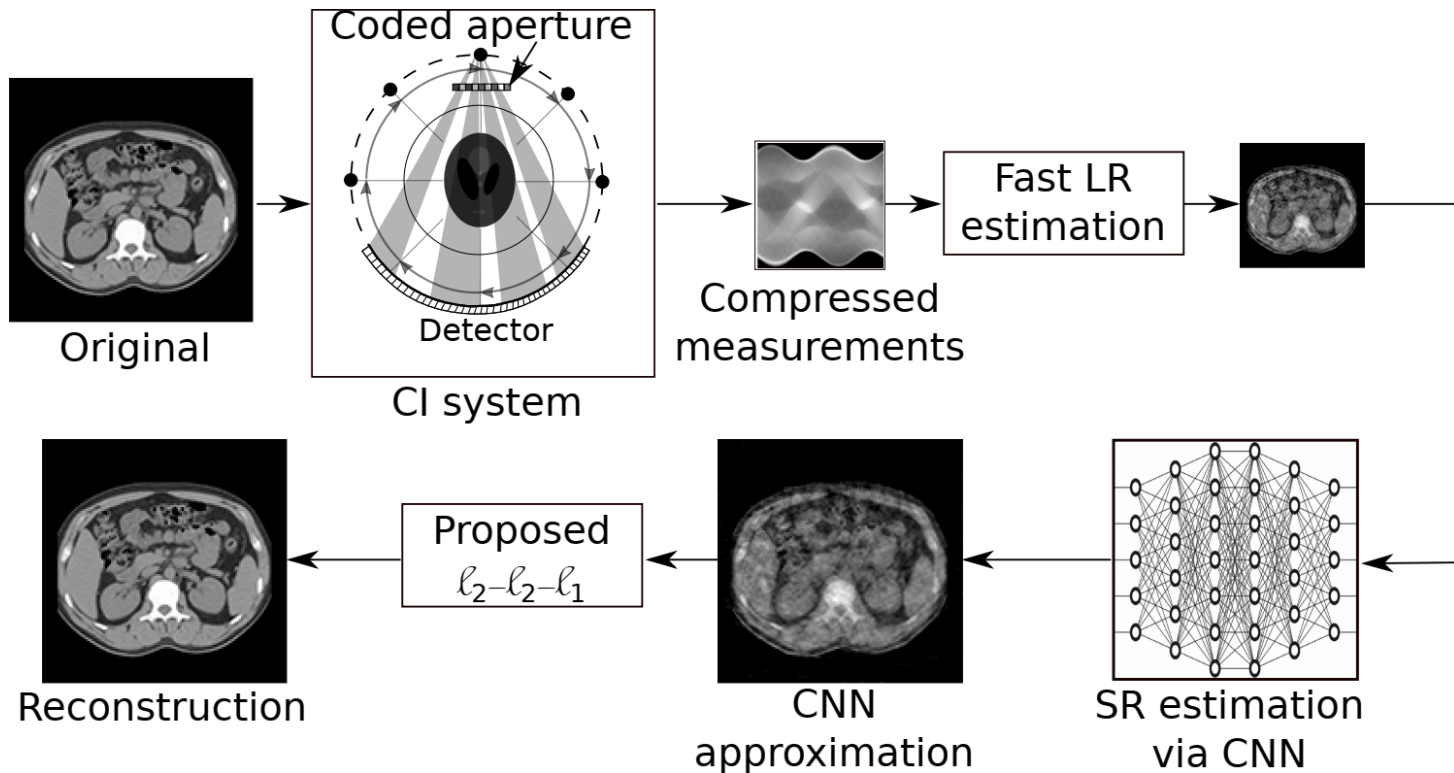 Coded aperture
Detector
Original
CI system
Compressed
measurements
Fast LR
estimation
Proposed
ℓ₂–ℓ₂–ℓ₁
Reconstruction
CNN
approximation
SR estimation
via CNN